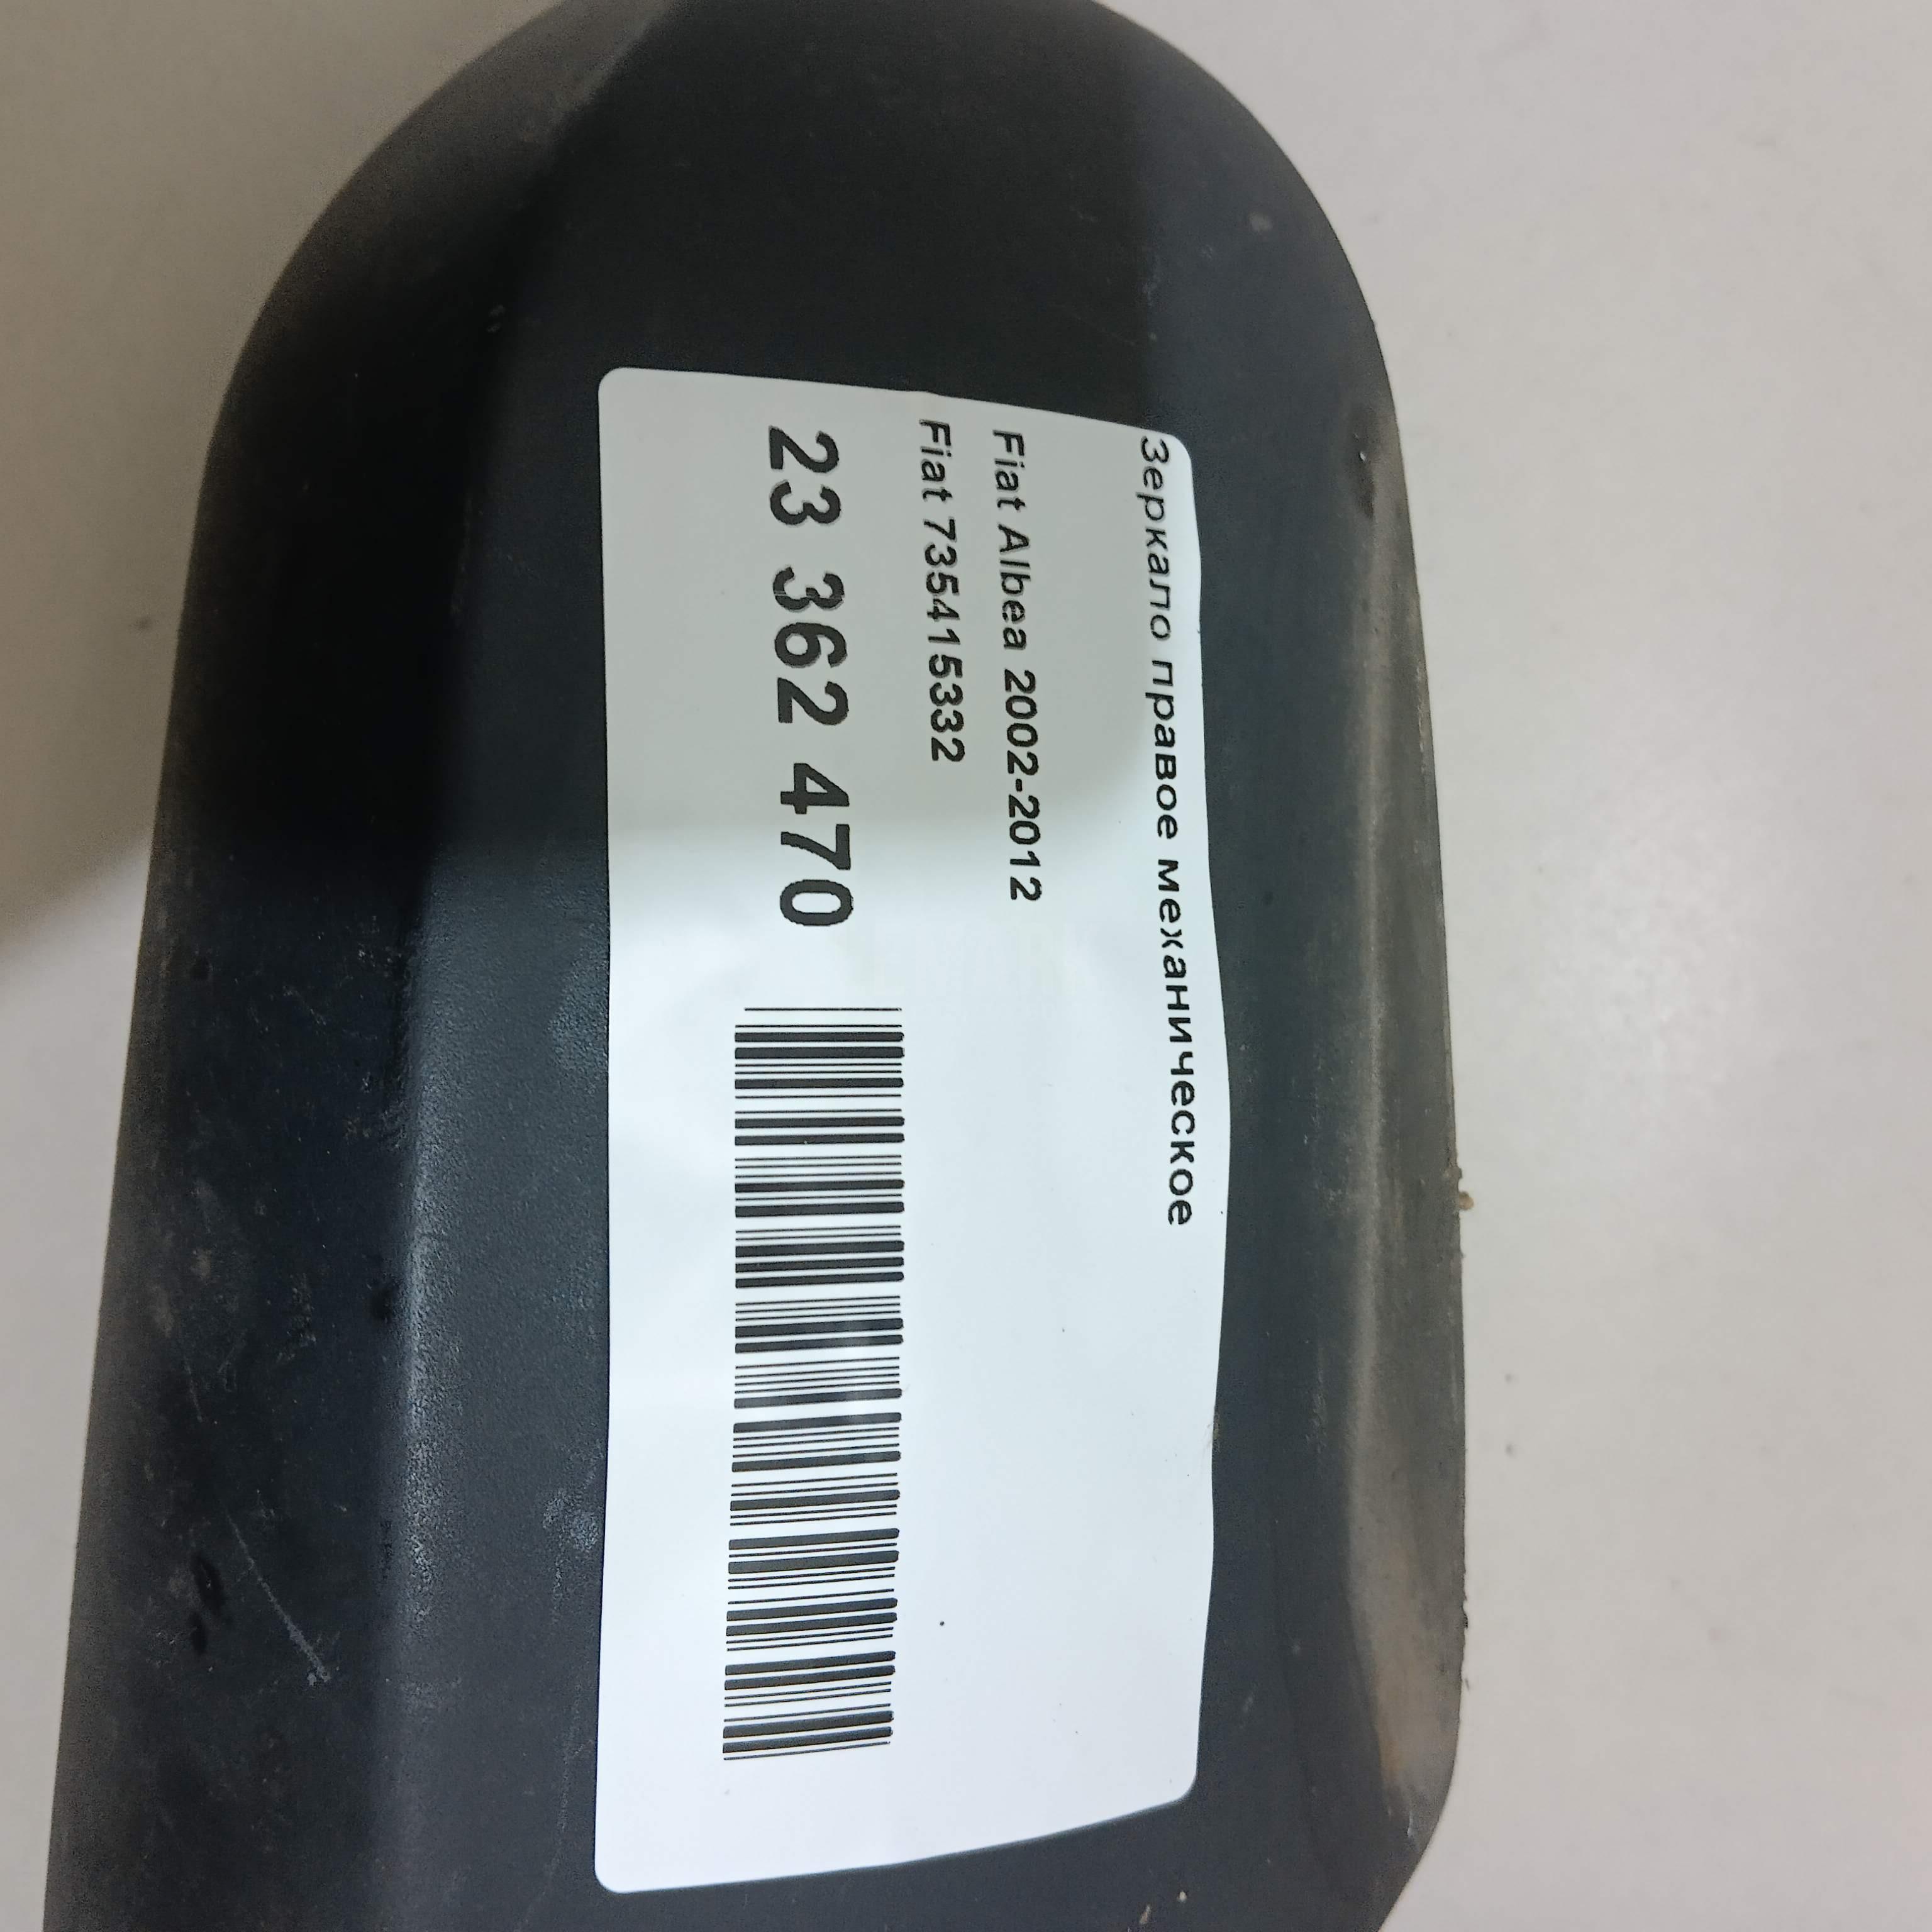 Зеркало правое механическое
Fiat Albea 2002-2012
Fiat 735415332
23 362 470